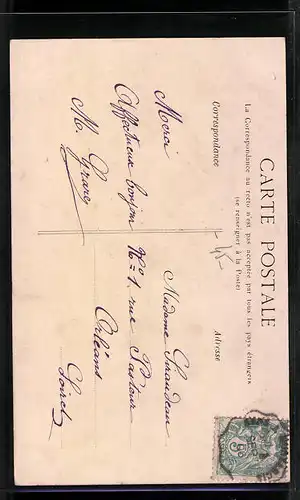 CARTE POSTALE
La Correspondance au recto n'est pas acceptée par tous les pays étrangers
(se renseigner à la Poste)
Correspondance
Adresse
Merci
Affectueux bonjour
M.
Madame
No 1. rue Pasteur
Orléans
Loiret